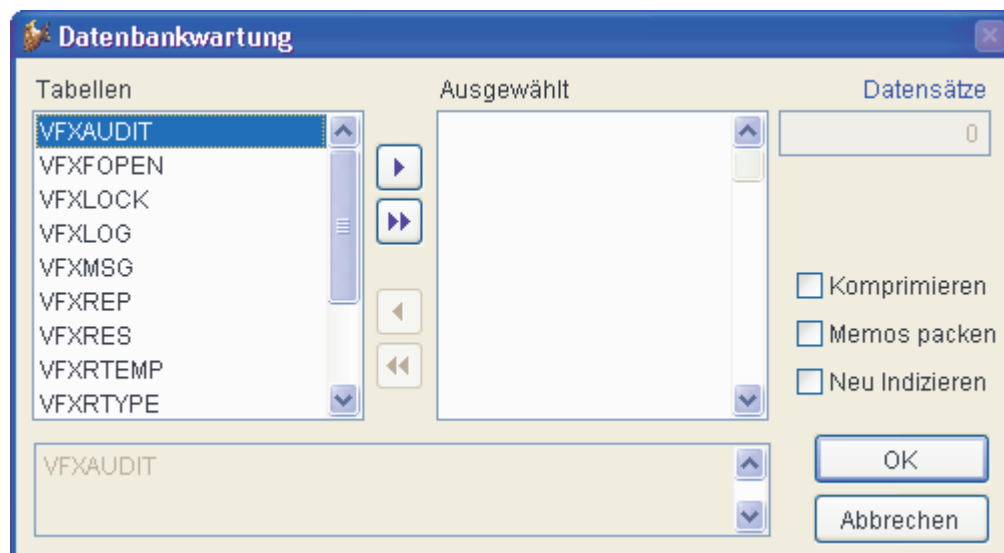 Datenbankwartung
Tabellen
Ausgewählt
Datensätze
VFXAUDIT
VFXFOPEN
VFXLOCK
VFXLOG
VFXMSG
VFXREP
VFXRES
VFXRTEMP
VFXRTYPE
0
Komprimieren
Memos packen
Neu Indizieren
VFXAUDIT
OK
Abbrechen